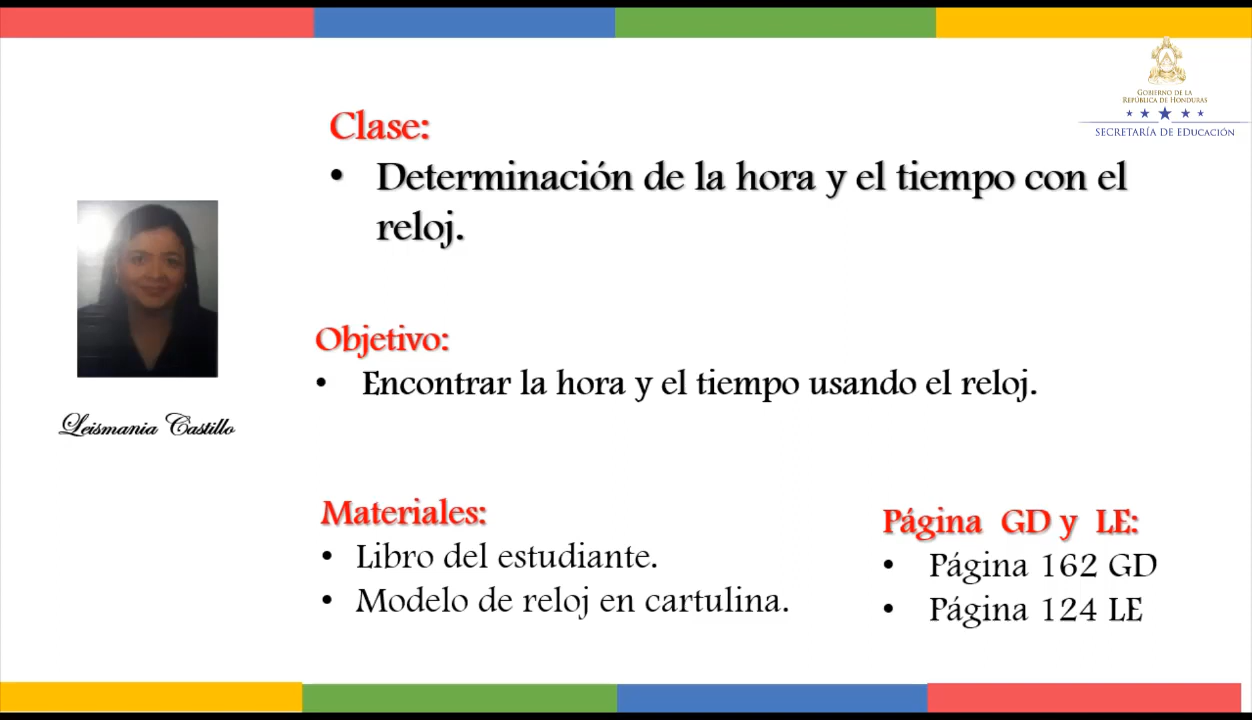 GOBIERNO DE LA
REPÚBLICA DE HONDURAS
SECRETARÍA DE EDUCACIÓN
Clase:
• Determinación de la hora y el tiempo con el
reloj.
Leismania Castillo
Objetivo:
• Encontrar la hora y el tiempo usando el reloj.
Materiales:
• Libro del estudiante.
• Modelo de reloj en cartulina.
Página GD y LE:
• Página 162 GD
• Página 124 LE